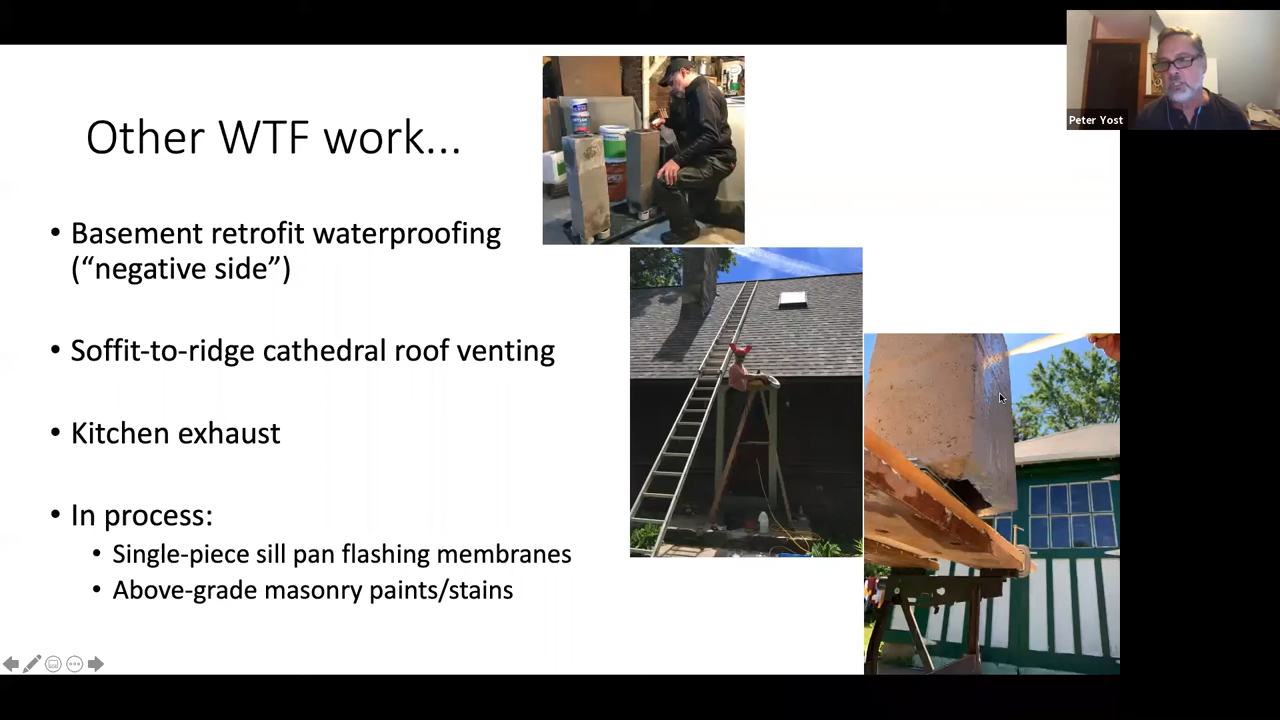 Peter Yost
Other WTF work...
• Basement retrofit waterproofing
(“negative side”)
• Soffit-to-ridge cathedral roof venting
• Kitchen exhaust
• In process:
• Single-piece sill pan flashing membranes
• Above-grade masonry paints/stains